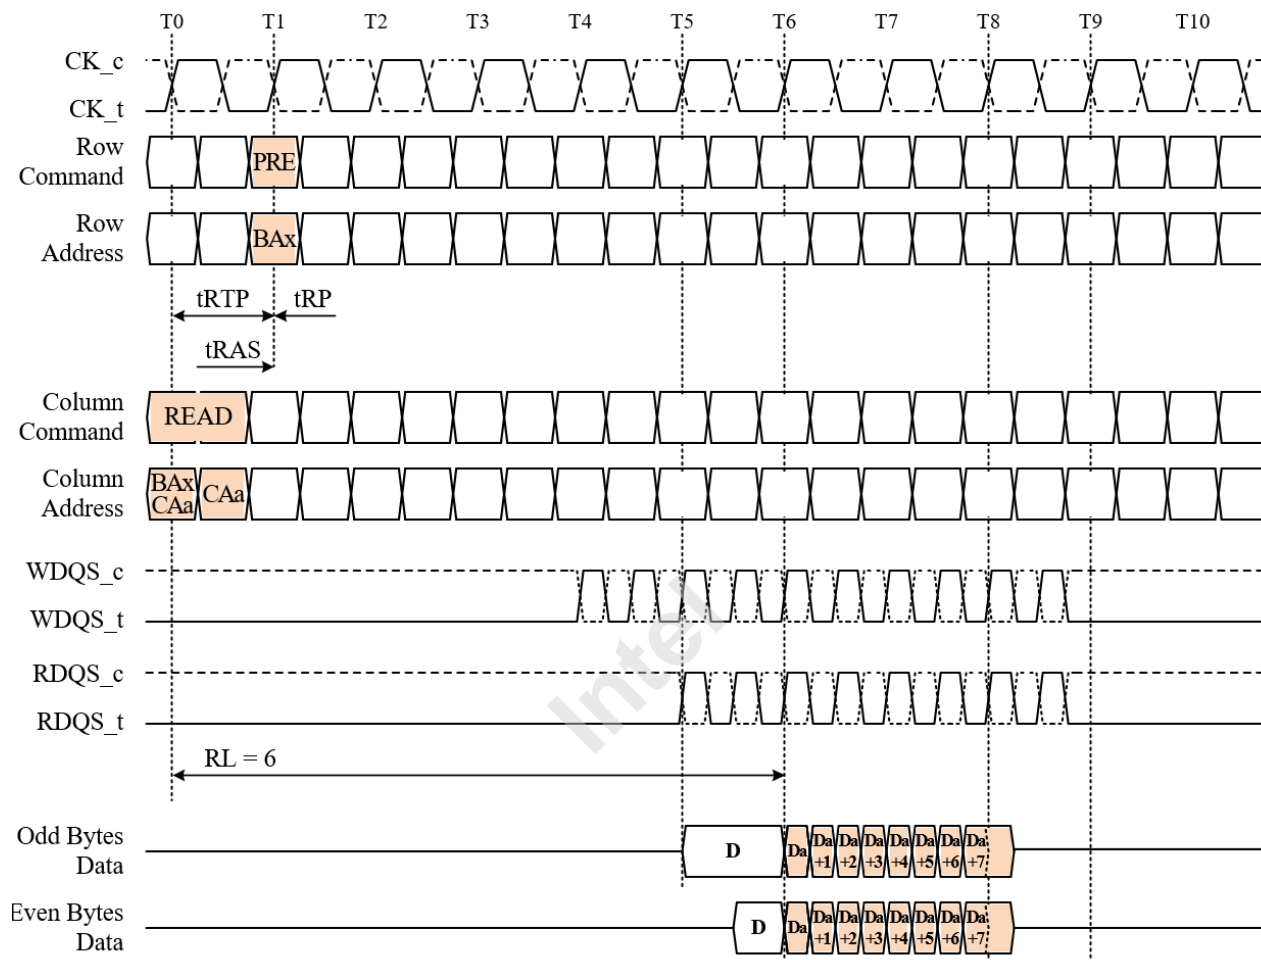 T0 T1 T2 T3 T4 T5 T6 T7 T8 T9 T10
CK_c
CK_t
Row
Command
PRE
Row
Address
BAx
tRTP tRP
tRAS
Column
Command
READ
Column
Address
BAx
CAa
CAa
WDQS_c
WDQS_t
RDQS_c
RDQS_t
Intel
RL = 6
Odd Bytes
Data
D
Da
Da
+1
Da
+2
Da
+3
Da
+4
Da
+5
Da
+6
Da
+7
Even Bytes
Data
D
Da
Da
+1
Da
+2
Da
+3
Da
+4
Da
+5
Da
+6
Da
+7